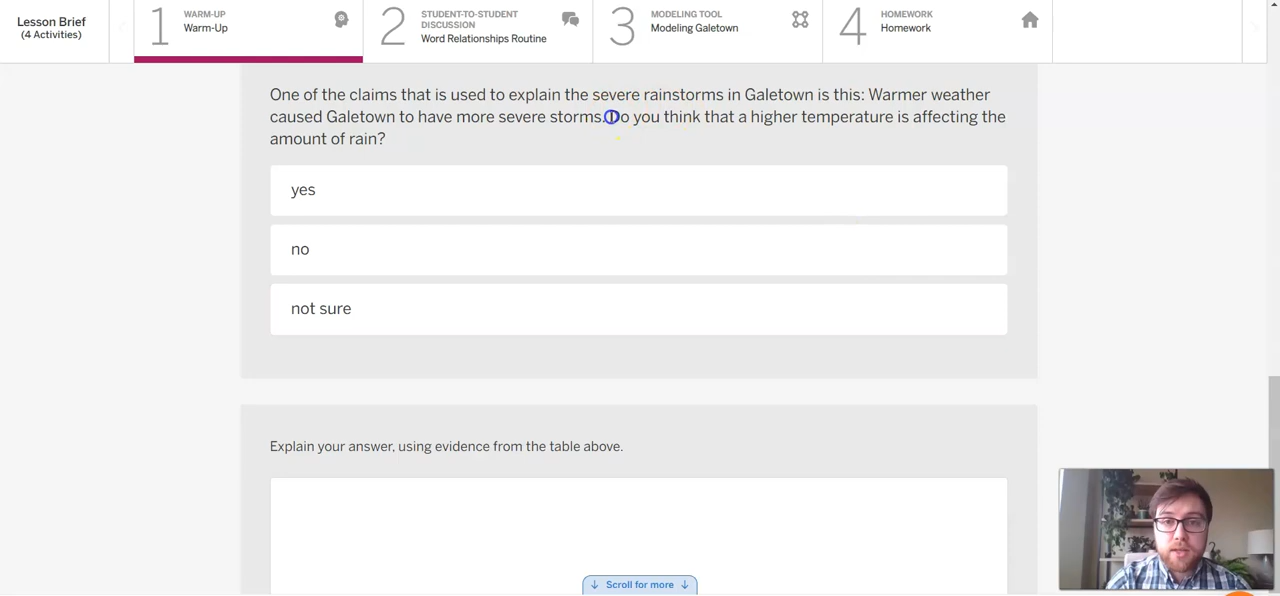 Lesson Brief
(4 Activities)
1
WARM-UP
Warm-Up
2
STUDENT-TO-STUDENT
DISCUSSION
Word Relationships Routine
3
MODELING TOOL
Modeling Galetown
4
HOMEWORK
Homework
One of the claims that is used to explain the severe rainstorms in Galetown is this: Warmer weather
caused Galetown to have more severe storms. Do you think that a higher temperature is affecting the
amount of rain?
yes
no
not sure
Explain your answer, using evidence from the table above.
↓ Scroll for more ↓